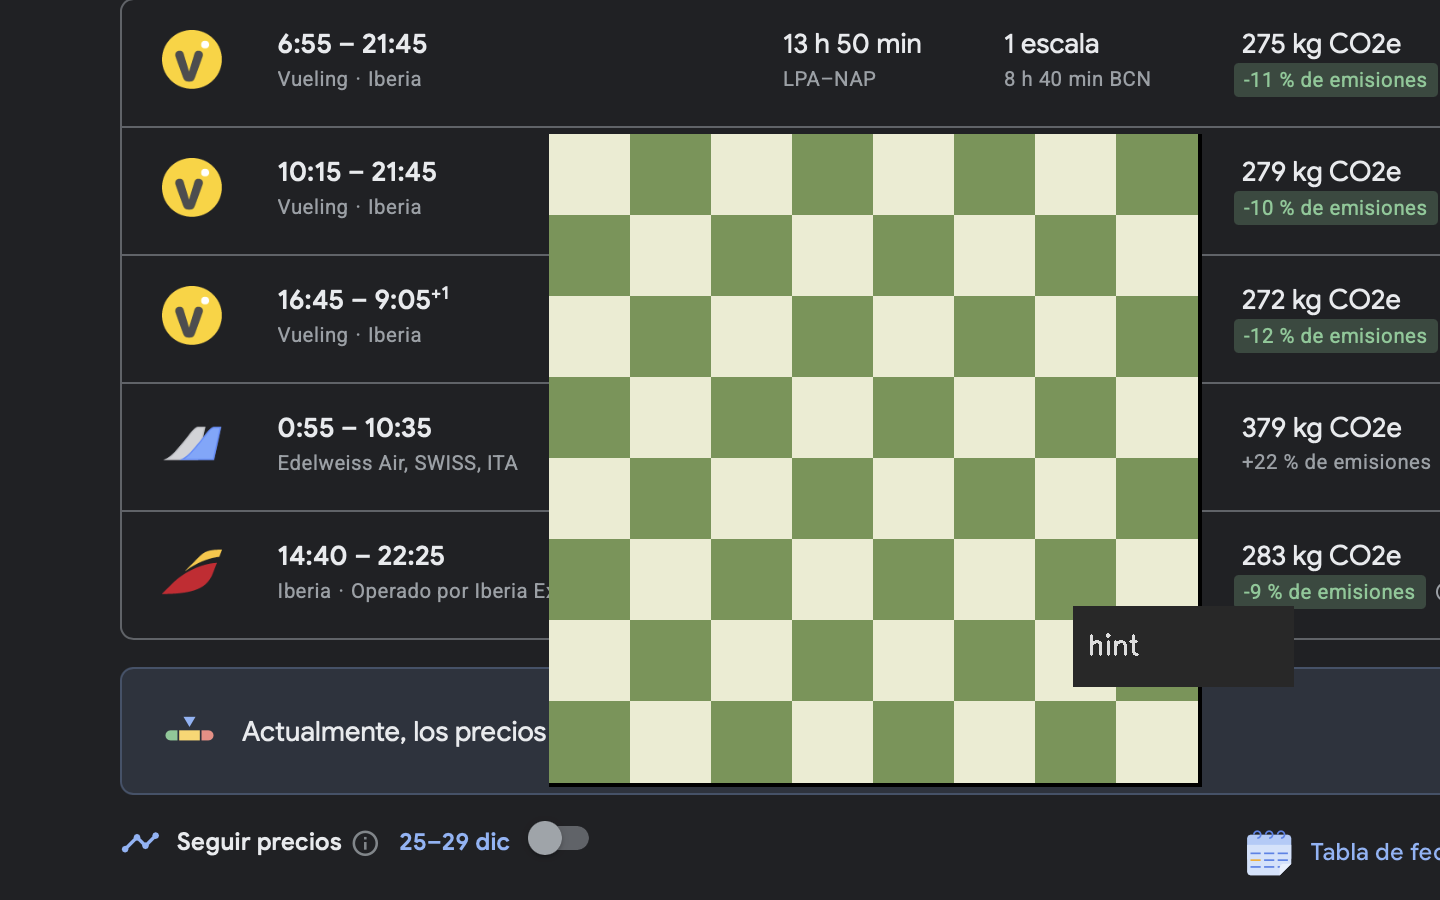 6:55 – 21:45
13 h 50 min
1 escala
275 kg CO2e
Vueling · Iberia
LPA–NAP
8 h 40 min BCN
-11 % de emisiones
10:15 – 21:45
279 kg CO2e
Vueling · Iberia
-10 % de emisiones
16:45 – 9:05+1
272 kg CO2e
Vueling · Iberia
-12 % de emisiones
0:55 – 10:35
379 kg CO2e
Edelweiss Air, SWISS, ITA
+22 % de emisiones
14:40 – 22:25
283 kg CO2e
Iberia · Operado por Iberia
-9 % de emisiones
hint
Actualmente, los precios
Seguir precios
25–29 dic
Tabla de